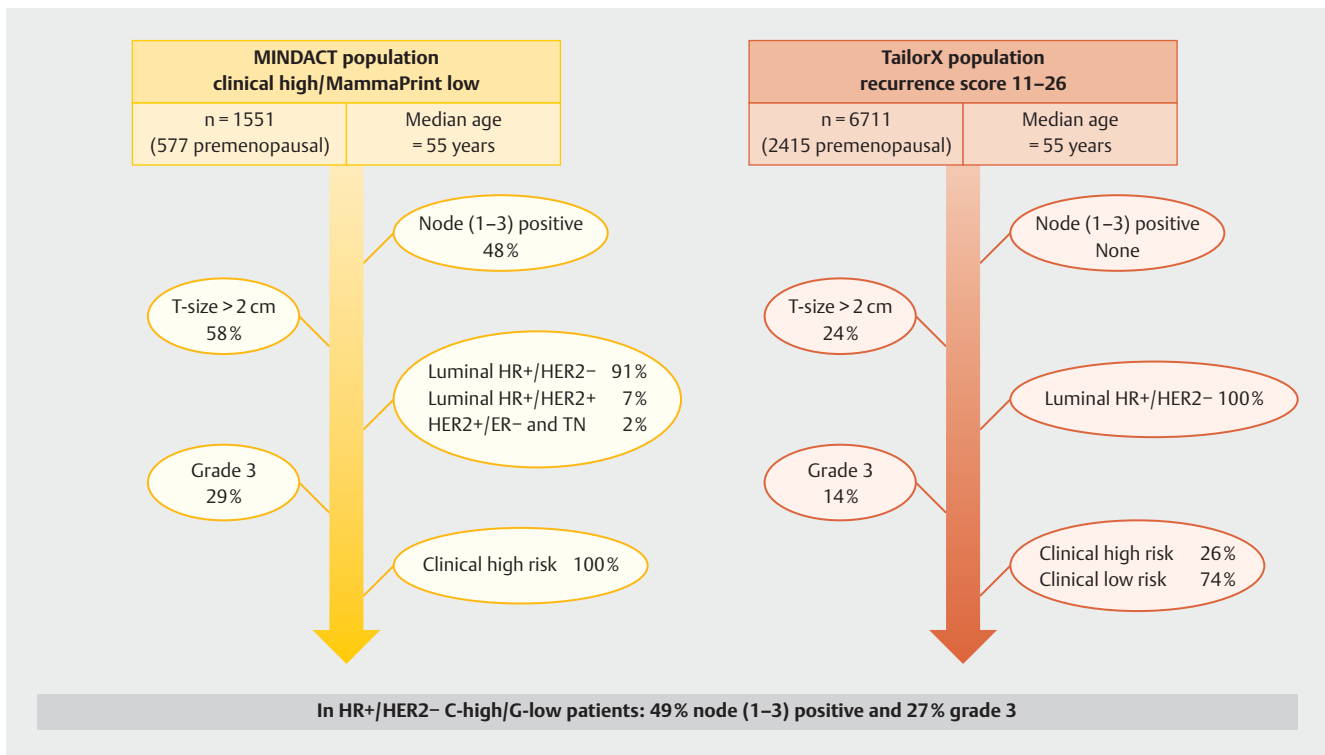 MINDACT population
clinical high/MammaPrint low
n = 1551
(577 premenopausal)
Median age
= 55 years
Node (1–3) positive
48 %
T-size > 2 cm
58 %
Luminal HR+/HER2− 91 %
Luminal HR+/HER2+ 7 %
HER2+/ER− and TN 2 %
Grade 3
29 %
Clinical high risk 100 %
TailorX population
recurrence score 11–26
n = 6711
(2415 premenopausal)
Median age
= 55 years
Node (1–3) positive
None
T-size > 2 cm
24 %
Luminal HR+/HER2− 100 %
Grade 3
14 %
Clinical high risk 26 %
Clinical low risk 74 %
In HR+/HER2− C-high/G-low patients: 49 % node (1–3) positive and 27 % grade 3